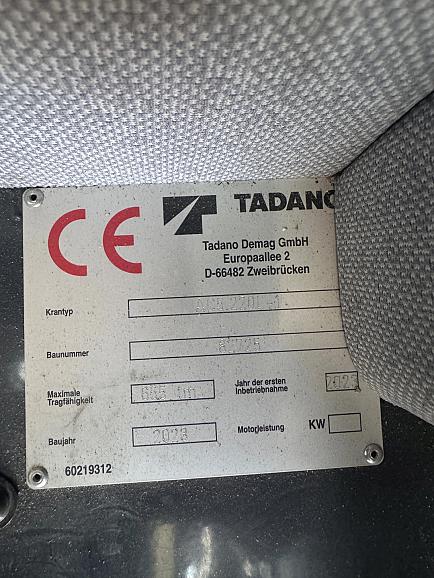 CE TADANO
Tadano Demag GmbH
Europaallee 2
D-66482 Zweibrücken
Krantyp
Baunummer
Maximale Tragfähigkeit
Jahr der ersten Inbetriebnahme 2023
Baujahr 2023 Motorleistung KW
60219312